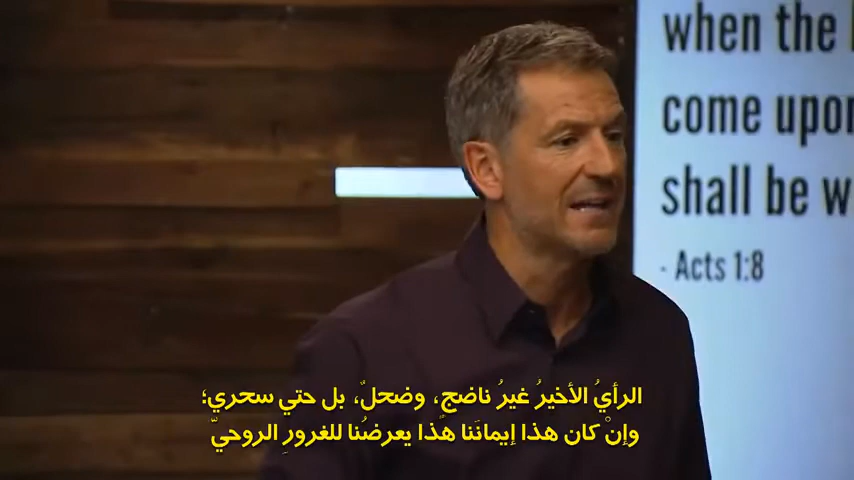 when the
come upon
shall be w
- Acts 1:8
الرأيُ الأخيرُ غيرُ ناضجٍ، وضحلٌ، بل حتي سحري؛
وإنْ كان هذا إيمانَنا هذا يعرضُنا للغرورِ الروحيّ